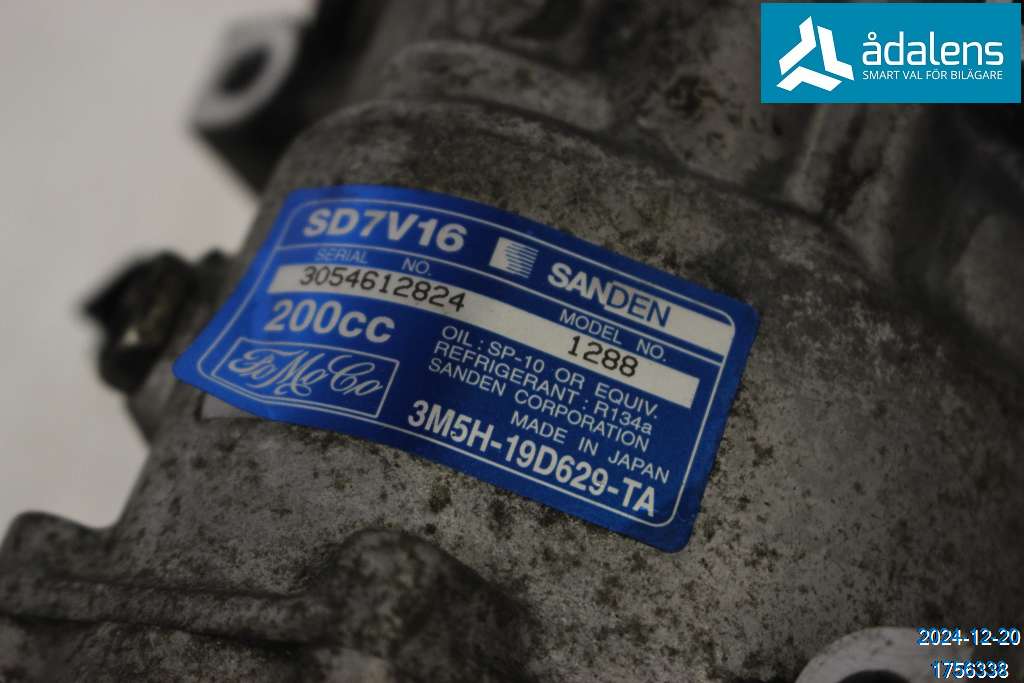 ådalens
SMART VAL FÖR BILÄGARE
SD7V16
SANDEN
SERIAL NO.
MODEL NO.
3054612824
1288
200CC
OIL : SP-10 OR EQUIV.
REFRIGERANT : R134a
SANDEN CORPORATION
MADE IN JAPAN
FoMoCo
3M5H-19D629-TA
2024-12-20
1756338